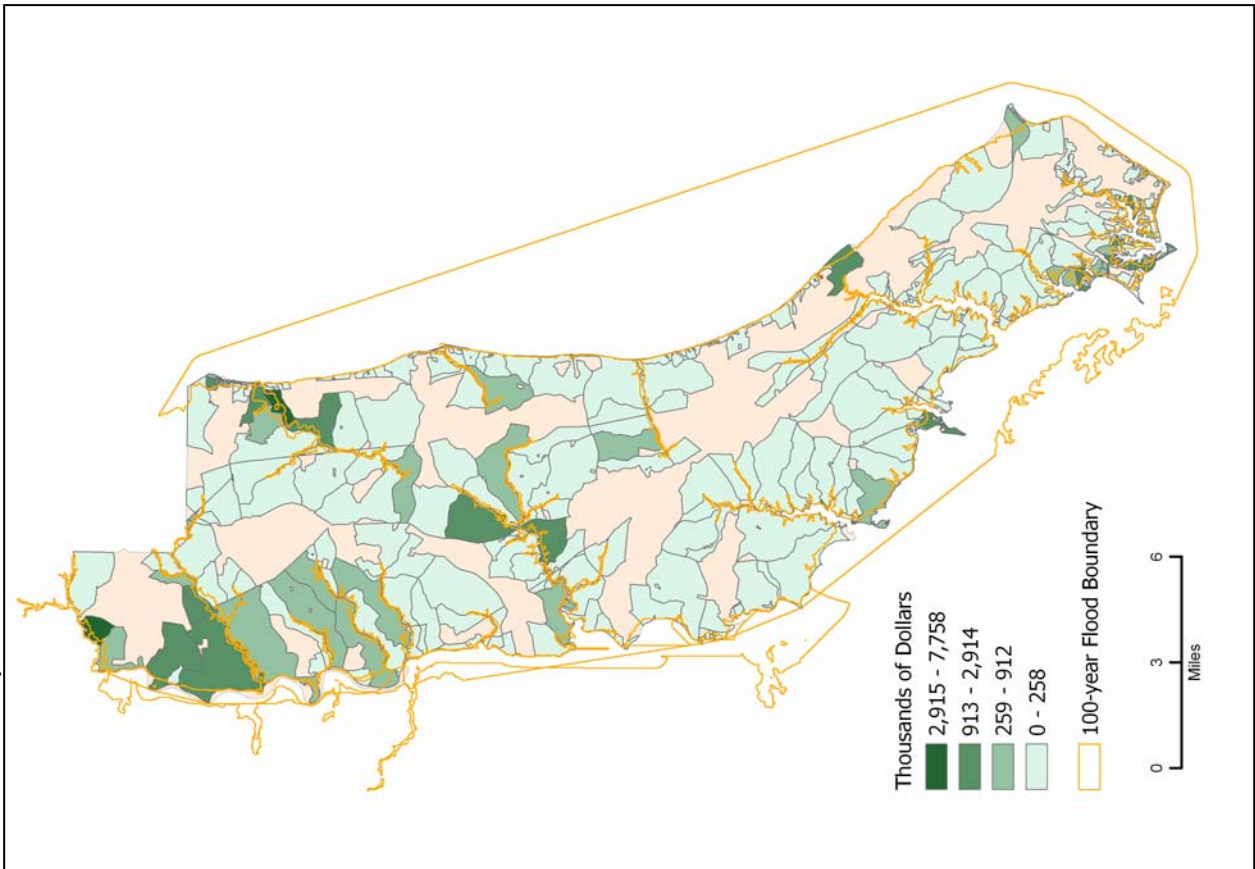 Thousands of Dollars
2,915 - 7,758
913 - 2,914
259 - 912
0 - 258
100-year Flood Boundary
0 3 6
Miles